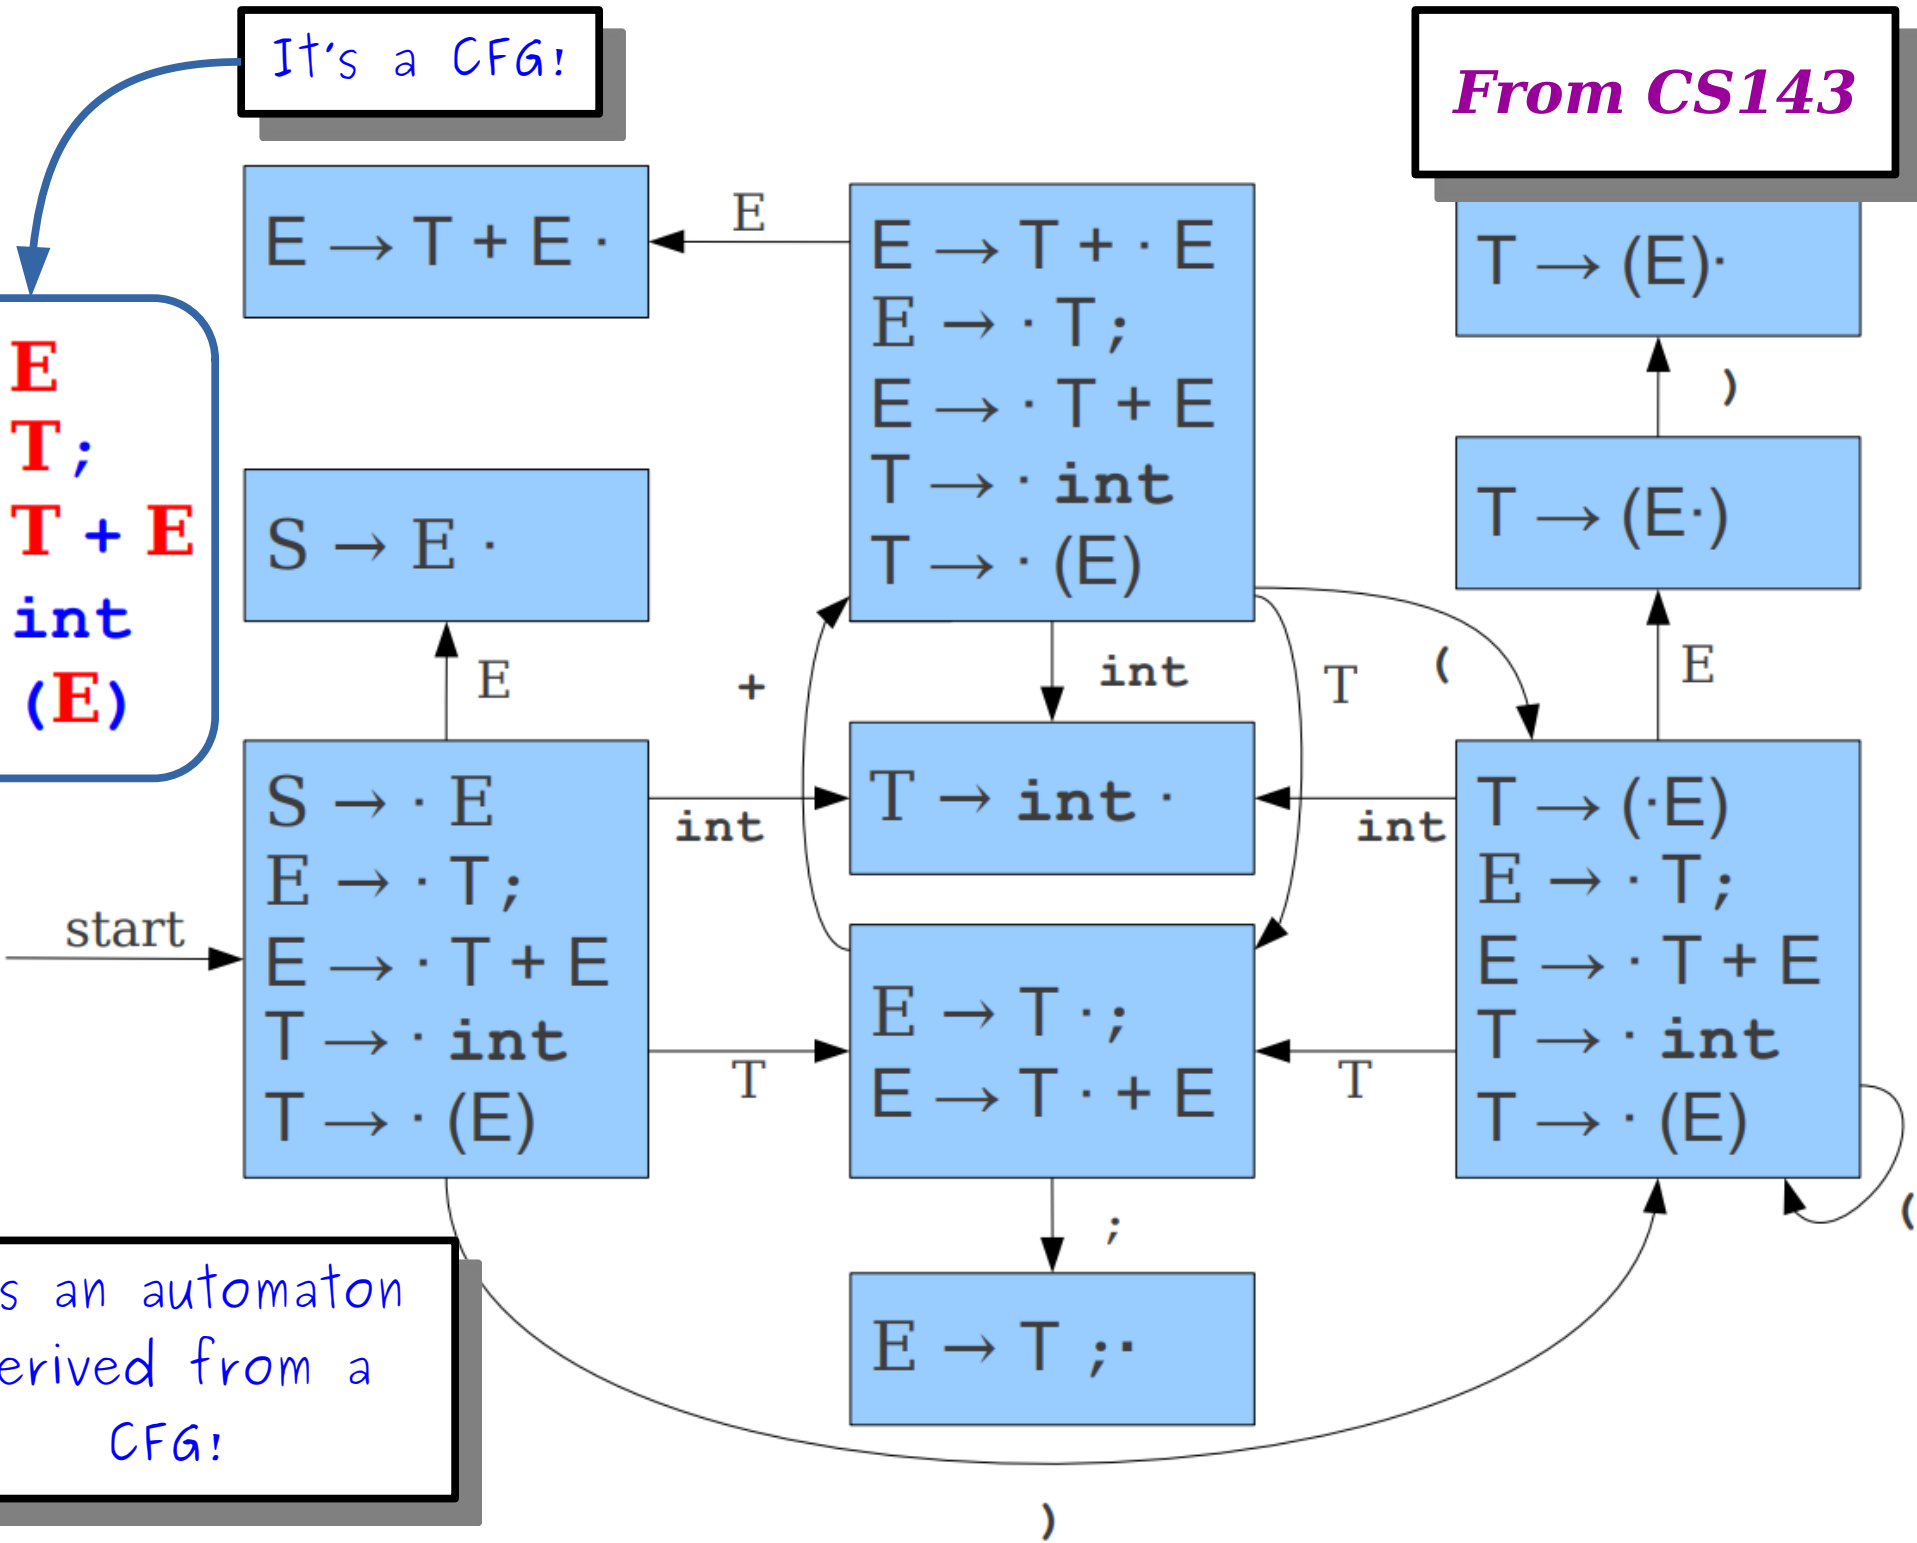 It's a CFG!
From CS143
E → T + E ·
E
E → T + · E
E → · T ;
E → · T + E
T → · int
T → · (E)
T → (E)·
)
T → (E·)
E
T ;
T + E
int
(E)
S → E ·
E
+
int
T
(
E
start
S → · E
E → · T ;
E → · T + E
T → · int
T → · (E)
int
T
T → int ·
int
T
E → T · ;
E → T · + E
;
E → T ; ·
T → (·E)
E → · T ;
E → · T + E
T → · int
T → · (E)
(
s an automaton
erived from a
CFG!
)